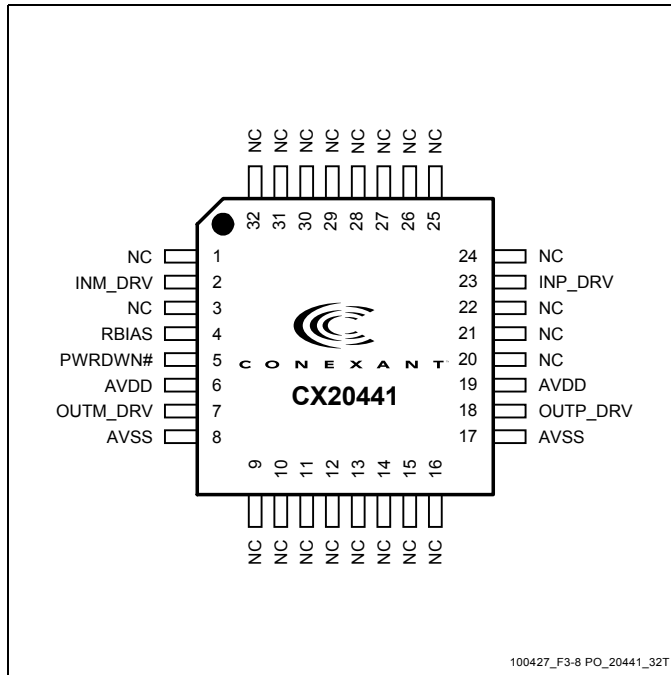 NC NC NC NC NC NC NC NC
32 31 30 29 28 27 26 25
NC 1 24 NC
INM_DRV 2 23 INP_DRV
NC 3 22 NC
RBIAS 4 21 NC
PWRDWN# 5 20 NC
AVDD 6 19 AVDD
OUTM_DRV 7 18 OUTP_DRV
AVSS 8 17 AVSS
CONEXANT
CX20441
9 10 11 12 13 14 15 16
NC NC NC NC NC NC NC NC
100427_F3-8 PO_20441_32T